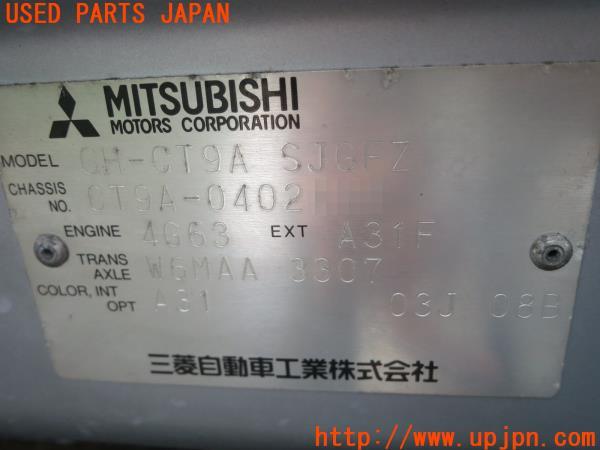 USED PARTS JAPAN
MITSUBISHI
MOTORS CORPORATION
MODEL GH-CT9A SJGFZ
CHASSIS NO. CT9A-0402
ENGINE 4G63 EXT A31F
TRANS AXLE W6MAA 3307
COLOR, INT OPT A31 03J 08B
三菱自動車工業株式会社
UPJ - www.upjpn.com -